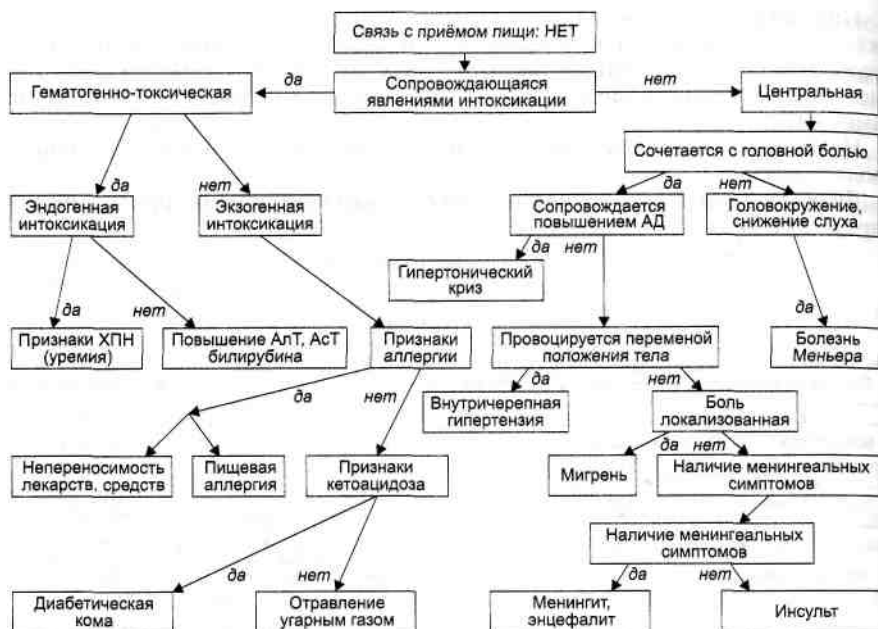 Связь с приёмом пищи: НЕТ
да
нет
Гематогенно-токсическая
Сопровождающаяся
явлениями интоксикации
Центральная
Сочетается с головной болью
да
нет
да
нет
Эндогенная
интоксикация
Экзогенная
интоксикация
Сопровождается
повышением АД
Головокружение,
снижение слуха
да
нет
Гипертонический
криз
да
нет
да
Признаки ХПН
(уремия)
Повышение АлТ, АсТ
билирубина
Признаки
аллергии
Провоцируется переменой
положения тела
Болезнь
Меньера
да
нет
да
нет
Внутричерепная
гипертензия
Боль
локализованная
да
нет
Непереносимость
лекарств, средств
Пищевая
аллергия
Признаки
кетоацидоза
Мигрень
Наличие менингеальных
симптомов
Наличие менингеальных
симптомов
да
нет
да
нет
Диабетическая
кома
Отравление
угарным газом
Менингит,
энцефалит
Инсульт